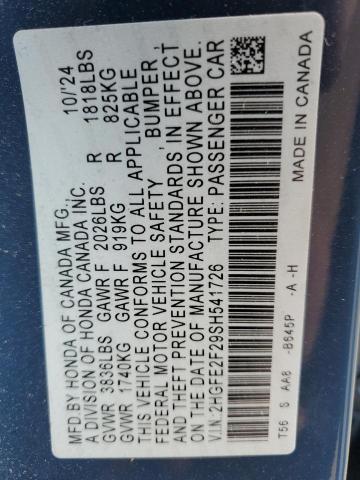 MFD BY HONDA OF CANADA MFG., 10/'24
A DIVISION OF HONDA CANADA INC.
GVWR 3836LBS GAWR F 2026LBS R 1818LBS
GVWR 1740KG GAWR F 919KG R 825KG
THIS VEHICLE CONFORMS TO ALL APPLICABLE
FEDERAL MOTOR VEHICLE SAFETY , BUMPER ,
AND THEFT PREVENTION STANDARDS IN EFFECT
ON THE DATE OF MANUFACTURE SHOWN ABOVE.
V.I.N: 2HGFE2F29SH541726 TYPE: PASSENGER CAR
T56 S AA8 -B645P -A -H MADE IN CANADA